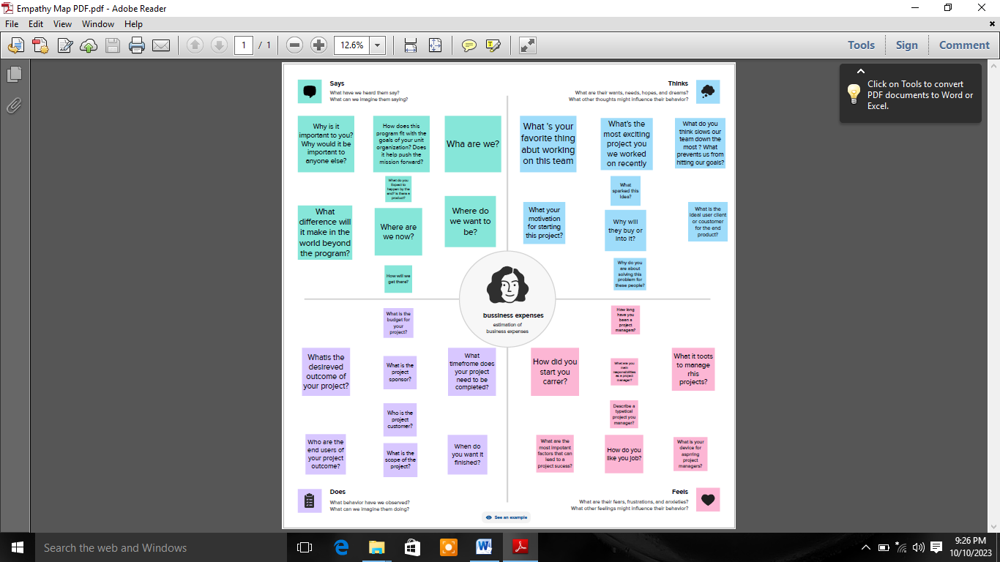 Empathy Map PDF.pdf - Adobe Reader
File Edit View Window Help
1 / 1
12.6%
Tools
Sign
Comment
Click on Tools to convert
PDF documents to Word or
Excel.
Says
What have we heard them say?
What can we imagine them saying?
Thinks
What are their wants, needs, hopes, and dreams?
What other thoughts might influence their behavior?
Why is it
important to you?
Why would it be
important to
anyone else?
How does this
program fit with the
goals of your unit
organization? Does
it help push the
mission forward?
Wha are we?
What do you
Expect to
happen by the
end? is there a
product?
What
difference will
it make in the
world beyond
the program?
Where are
we now?
Where do
we want to
be?
How will we
get there?
What 's your
favorite thing
abut working
on this team
What's the
most exciting
project you
we worked
on recently
What do you
think slows our
team down the
most ? What
prevents us from
hitting our goals?
What
sparked this
Idea?
What your
motivation
for starting
this project?
Why will
they buy or
into it?
What is the
ideal user client
or coustomer
for the end
product?
Why do you
are about
solving this
problem for
these people?
bussiness expenses
estimation of
business expenses
What is the
budget for
your
project?
Whatis the
desireved
outcome of
your project?
What is the
project
sponsor?
What
timefrome does
your project
need to be
completed?
Who is the
project
customer?
Who are the
end users of
your project
outcome?
What is the
scope of the
project?
When do
you want it
finished?
How long
have you
been a
project
managers?
How did you
start you
carrer?
What are you
main
responsibilities
as a project
manager?
What it toots
to manage
rhis
projects?
Describe a
typetical
project you
manager?
What are the
most impotant
factors that can
lead to a
project sucess?
How do you
like you job?
What is your
device for
aspriing
project
managers?
Does
What behavior have we observed?
What can we imagine them doing?
Feels
What are their fears, frustrations, and anxieties?
What other feelings might influence their behavior?
See an example
Search the web and Windows
9:26 PM
10/10/2023